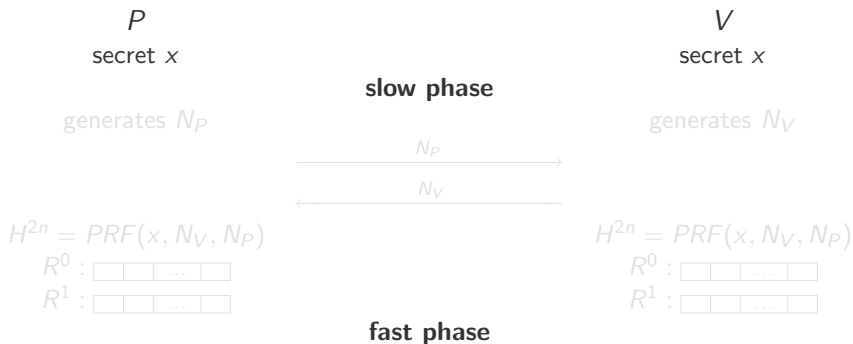 P V
secret x secret x
slow phase
generates N_P generates N_V
N_P
N_V
H^{2n} = PRF(x, N_V, N_P) H^{2n} = PRF(x, N_V, N_P)
R^0 : ... R^0 : ...
R^1 : ... R^1 : ...
fast phase